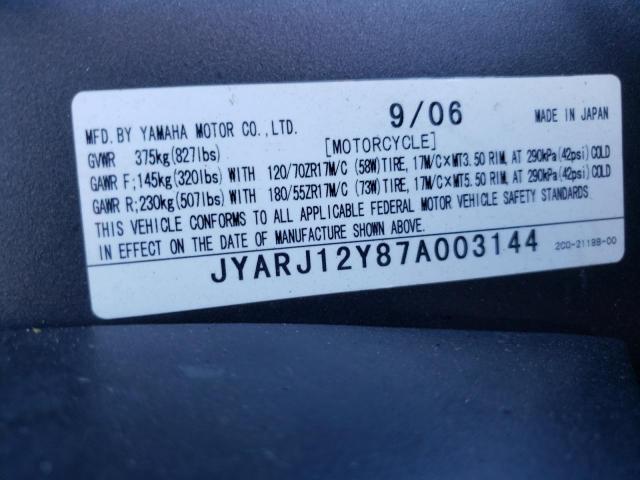 MFD. BY YAMAHA MOTOR CO.,LTD. 9/06 MADE IN JAPAN
GVWR 375kg(827lbs) [MOTORCYCLE]
GAWR F;145kg(320lbs) WITH 120/70ZR17M/C (58W)TIRE, 17M/C×MT3.50 RIM, AT 290kPa(42psi)COLD
GAWR R;230kg(507lbs) WITH 180/55ZR17M/C (73W)TIRE, 17M/C×MT5.50 RIM, AT 290kPa(42psi)COLD
THIS VEHICLE CONFORMS TO ALL APPLICABLE FEDERAL MOTOR VEHICLE SAFETY STANDARDS
IN EFFECT ON THE DATE OF MANUFACTURE SHOWN ABOVE.
JYARJ12Y87A003144 2C0-2118B-00